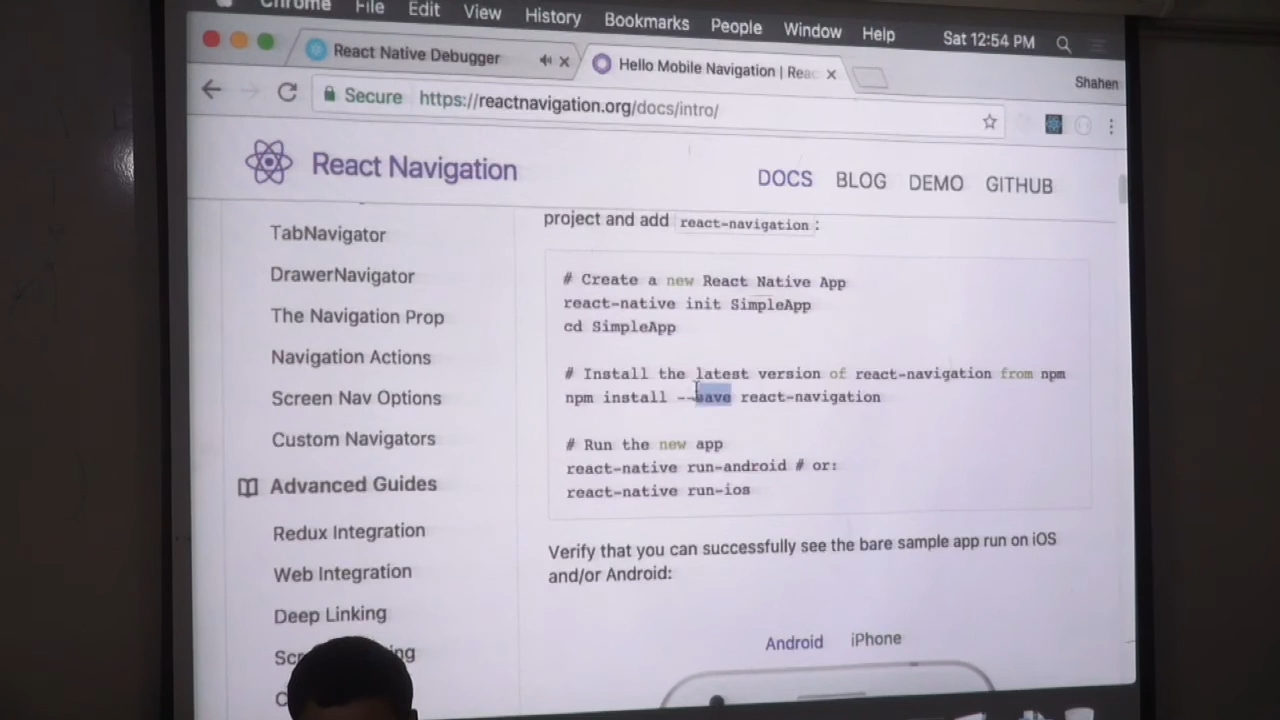 Chrome File Edit View History Bookmarks People Window Help Sat 12:54 PM
React Native Debugger
Hello Mobile Navigation | Reac
Shahen
Secure https://reactnavigation.org/docs/intro/
React Navigation
DOCS BLOG DEMO GITHUB
TabNavigator
DrawerNavigator
The Navigation Prop
Navigation Actions
Screen Nav Options
Custom Navigators
Advanced Guides
Redux Integration
Web Integration
Deep Linking
project and add react-navigation :
# Create a new React Native App
react-native init SimpleApp
cd SimpleApp
# Install the latest version of react-navigation from npm
npm install --save react-navigation
# Run the new app
react-native run-android # or:
react-native run-ios
Verify that you can successfully see the bare sample app run on iOS
and/or Android:
Android iPhone